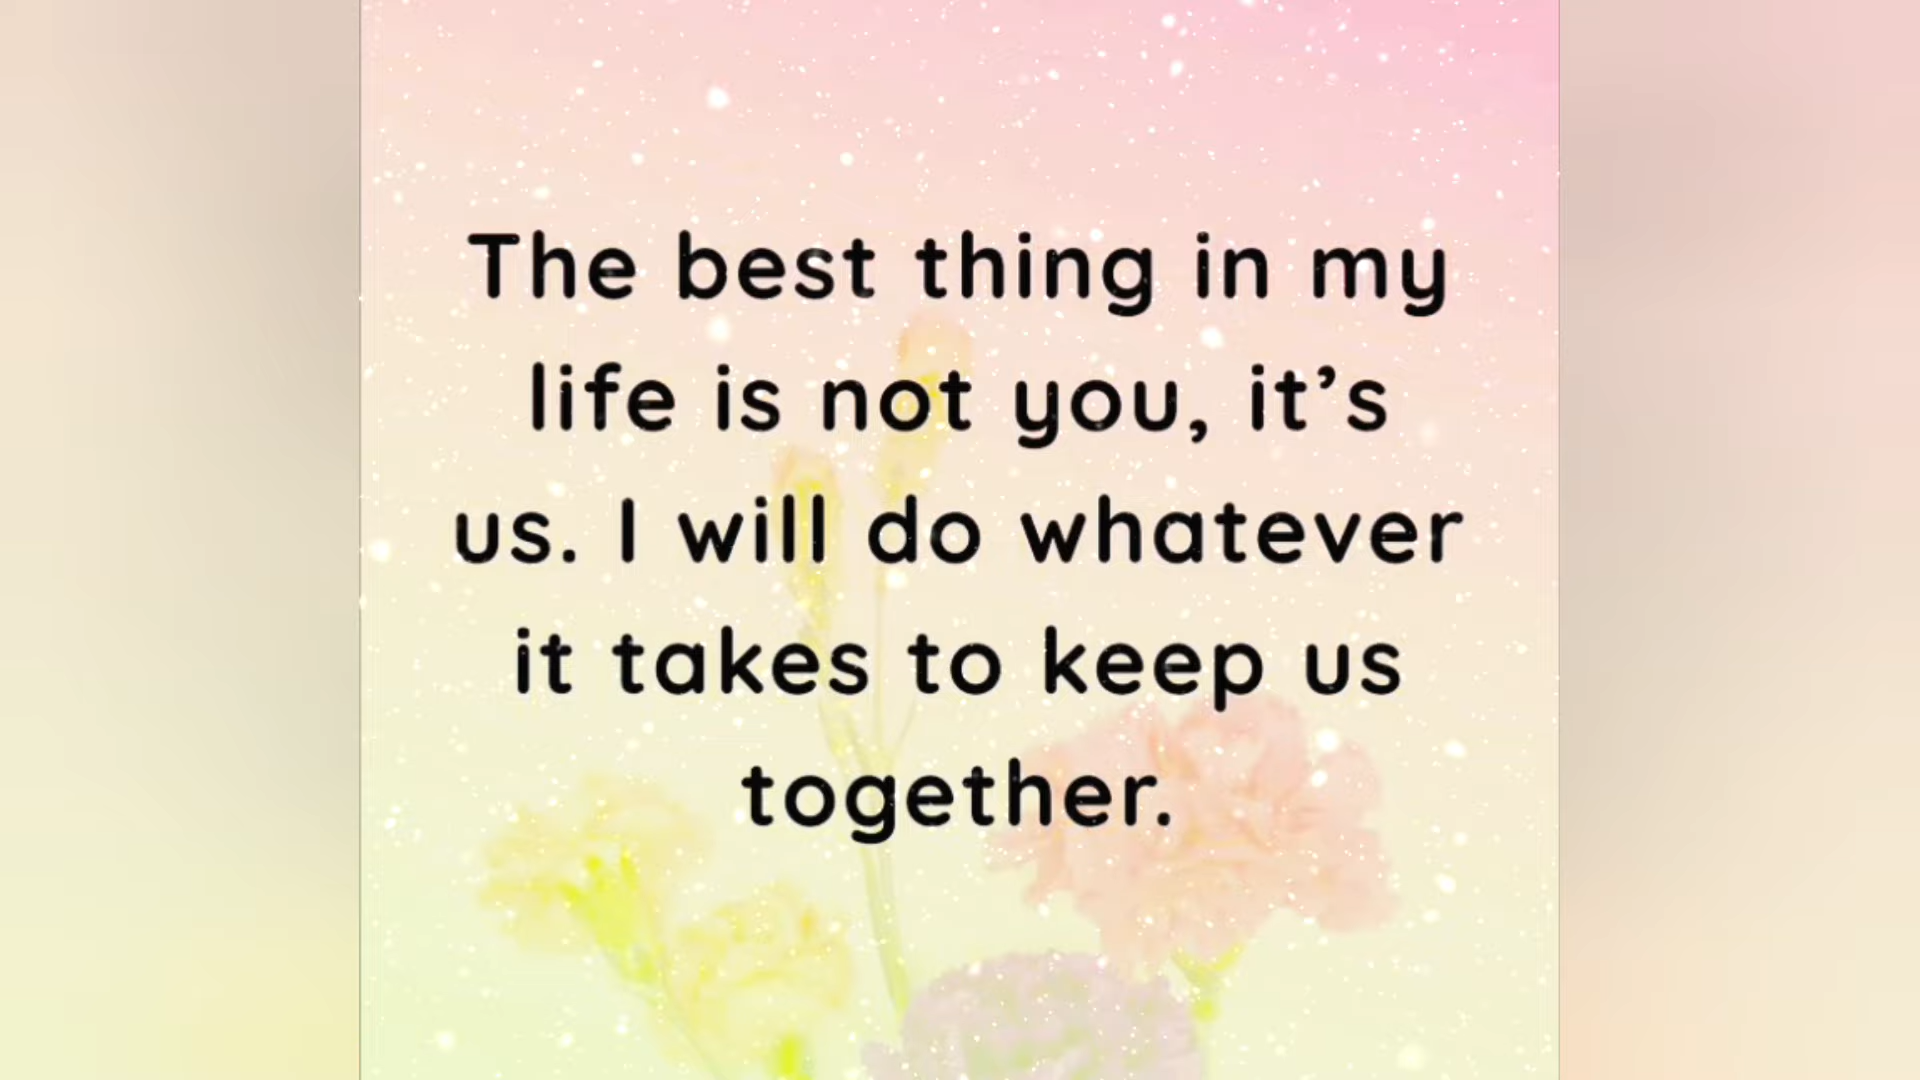 The best thing in my
life is not you, it’s
us. I will do whatever
it takes to keep us
together.